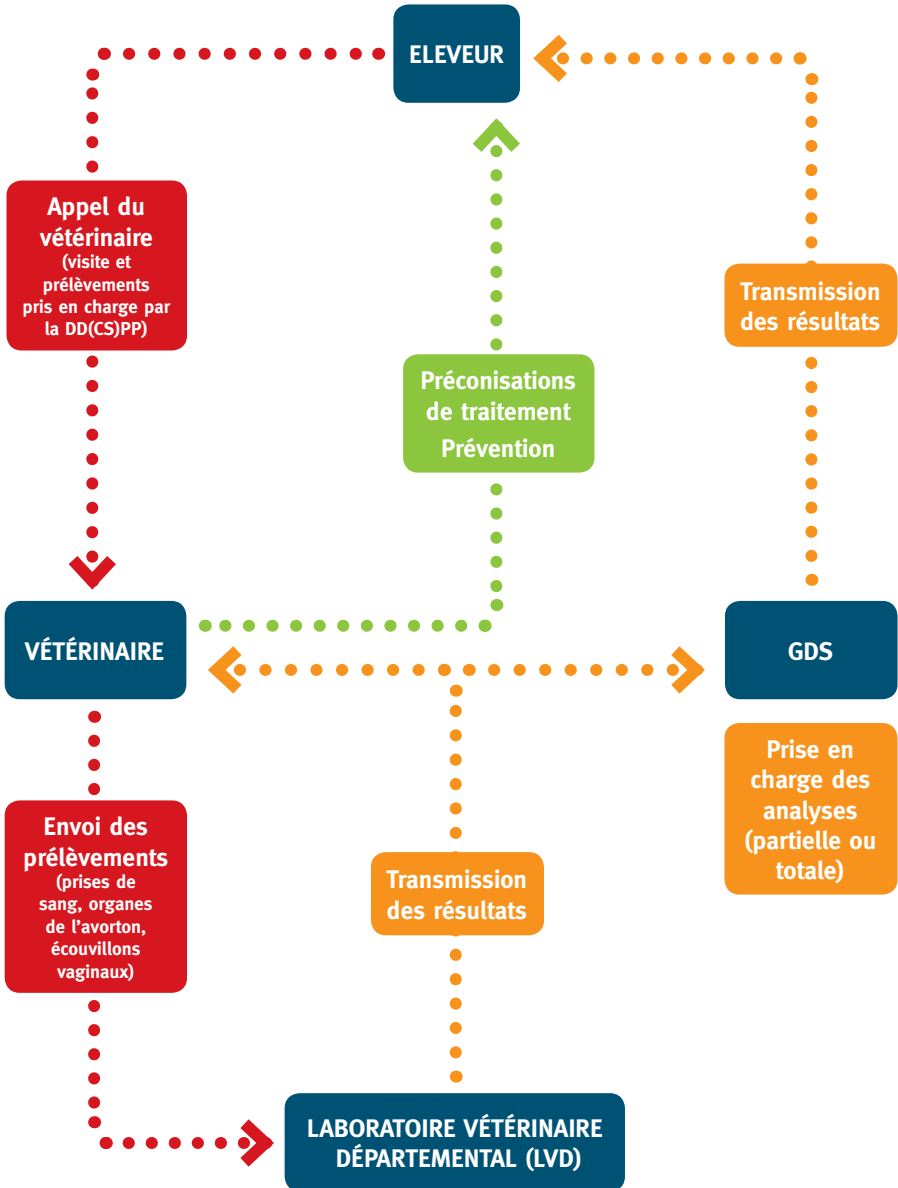 ELEVEUR
Appel du
vétérinaire
(visite et
prélèvements
pris en charge par
la DD(CS)PP)
Transmission
des résultats
Préconisations
de traitement
Prévention
VÉTÉRINAIRE
GDS
Prise en
charge des
analyses
(partielle ou
totale)
Envoi des
prélèvements
(prises de
sang, organes
de l’avorton,
écouvillons
vaginaux)
Transmission
des résultats
LABORATOIRE VÉTÉRINAIRE
DÉPARTEMENTAL (LVD)